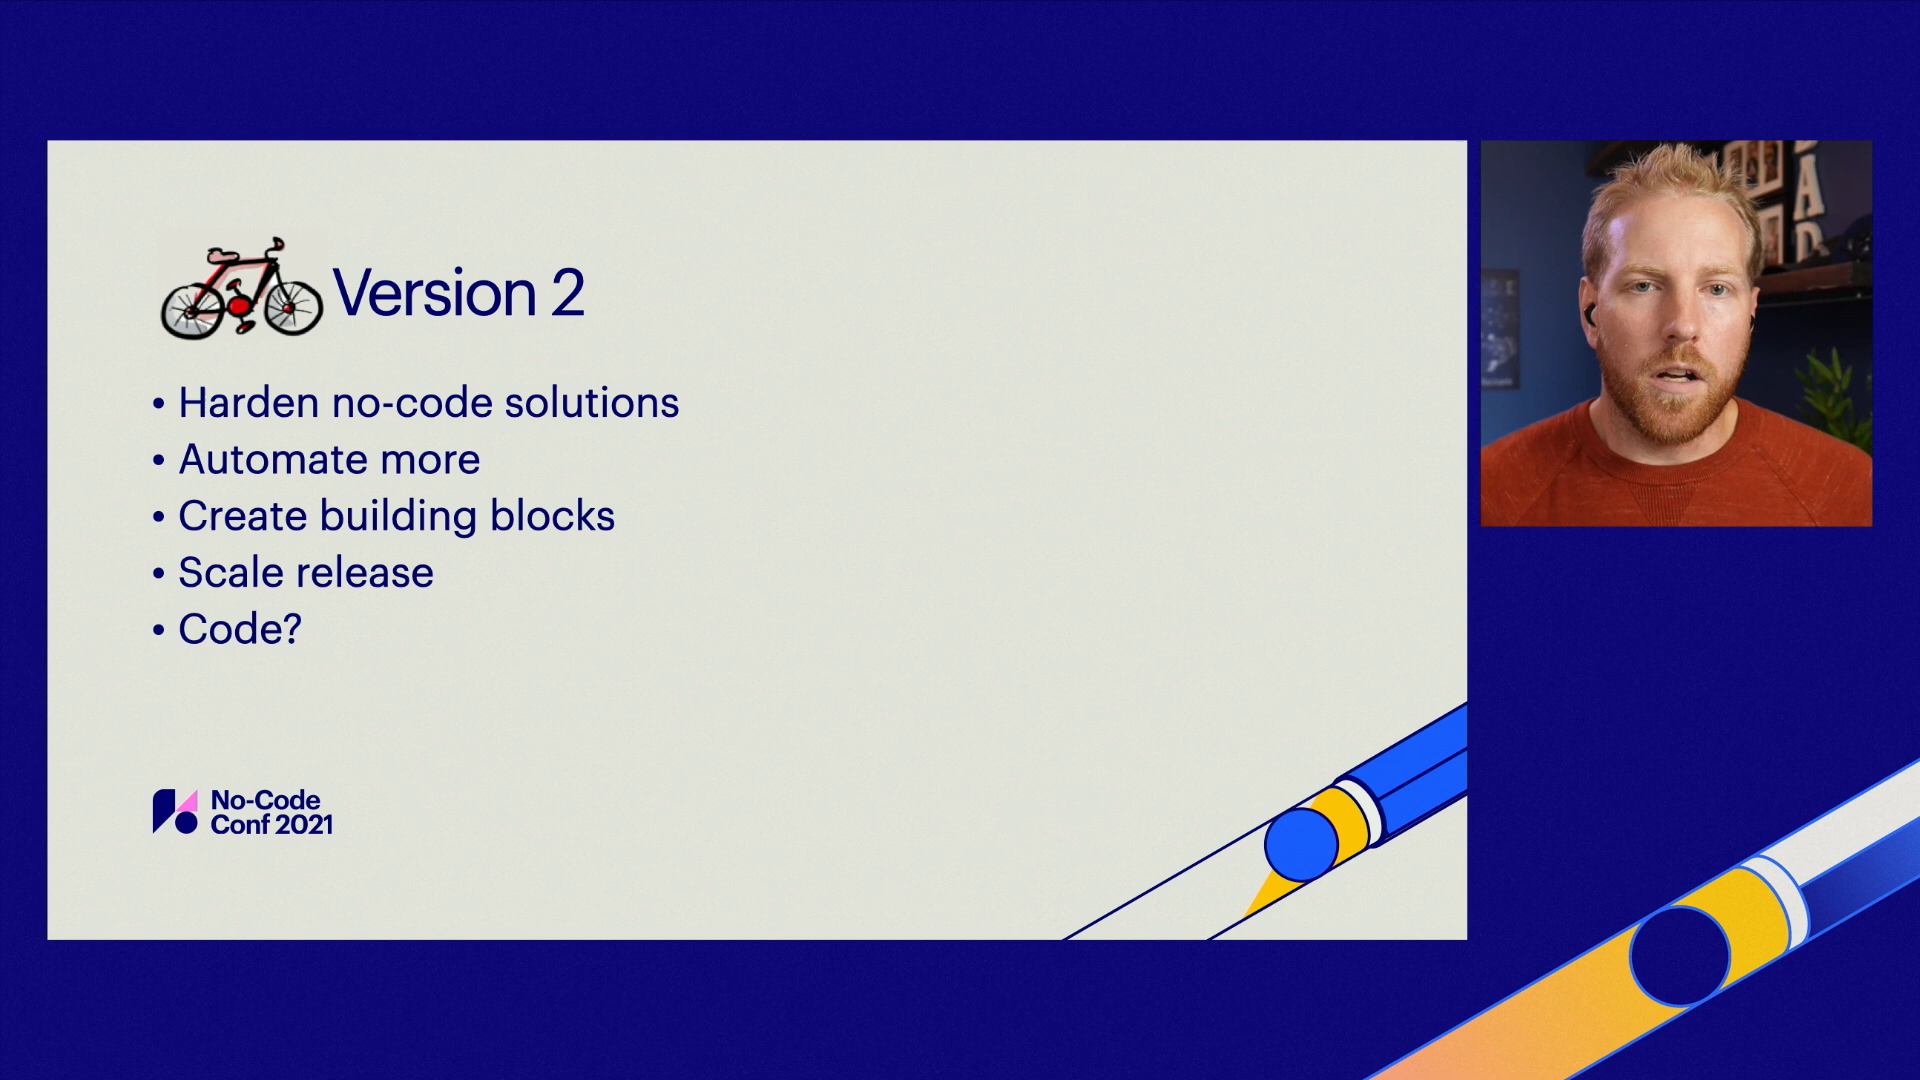 Version 2
• Harden no-code solutions
• Automate more
• Create building blocks
• Scale release
• Code?
No-Code
Conf 2021